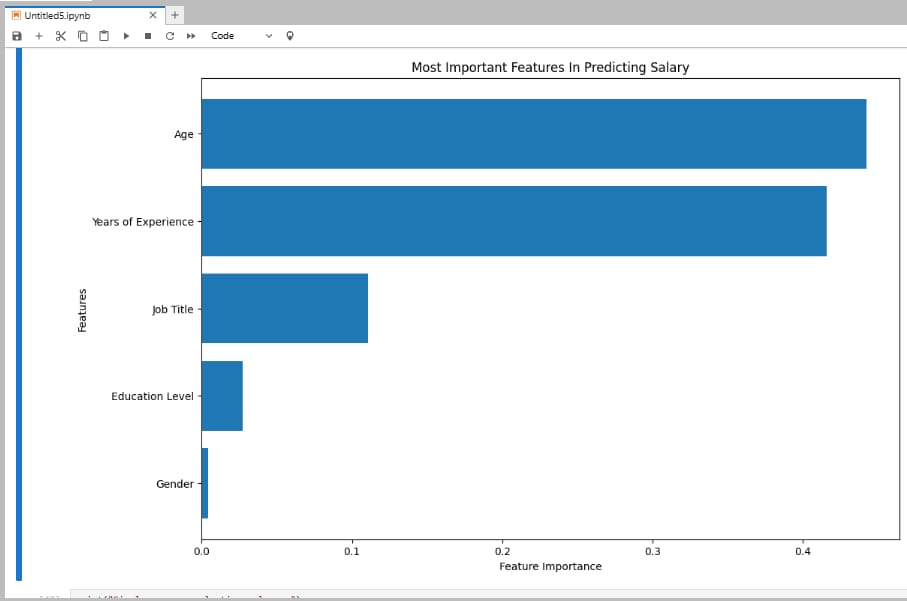 Untitled5.ipynb
Code
Most Important Features In Predicting Salary
Age
Years of Experience
Job Title
Education Level
Gender
Features
0.0 0.1 0.2 0.3 0.4
Feature Importance